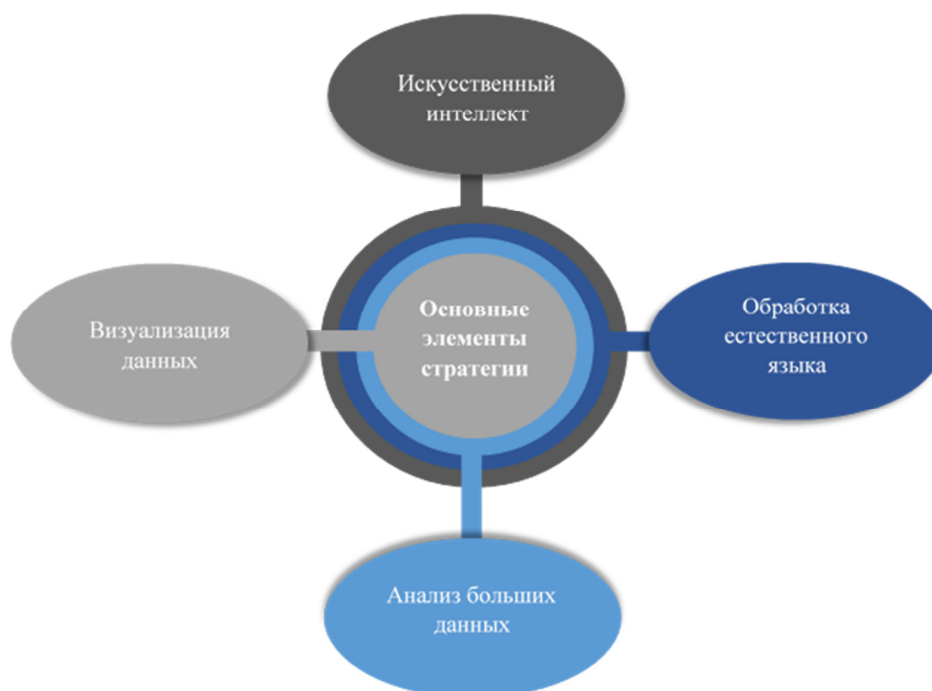 Искусственный
интеллект
Основные
элементы
стратегии
Визуализация
данных
Обработка
естественного
языка
Анализ больших
данных